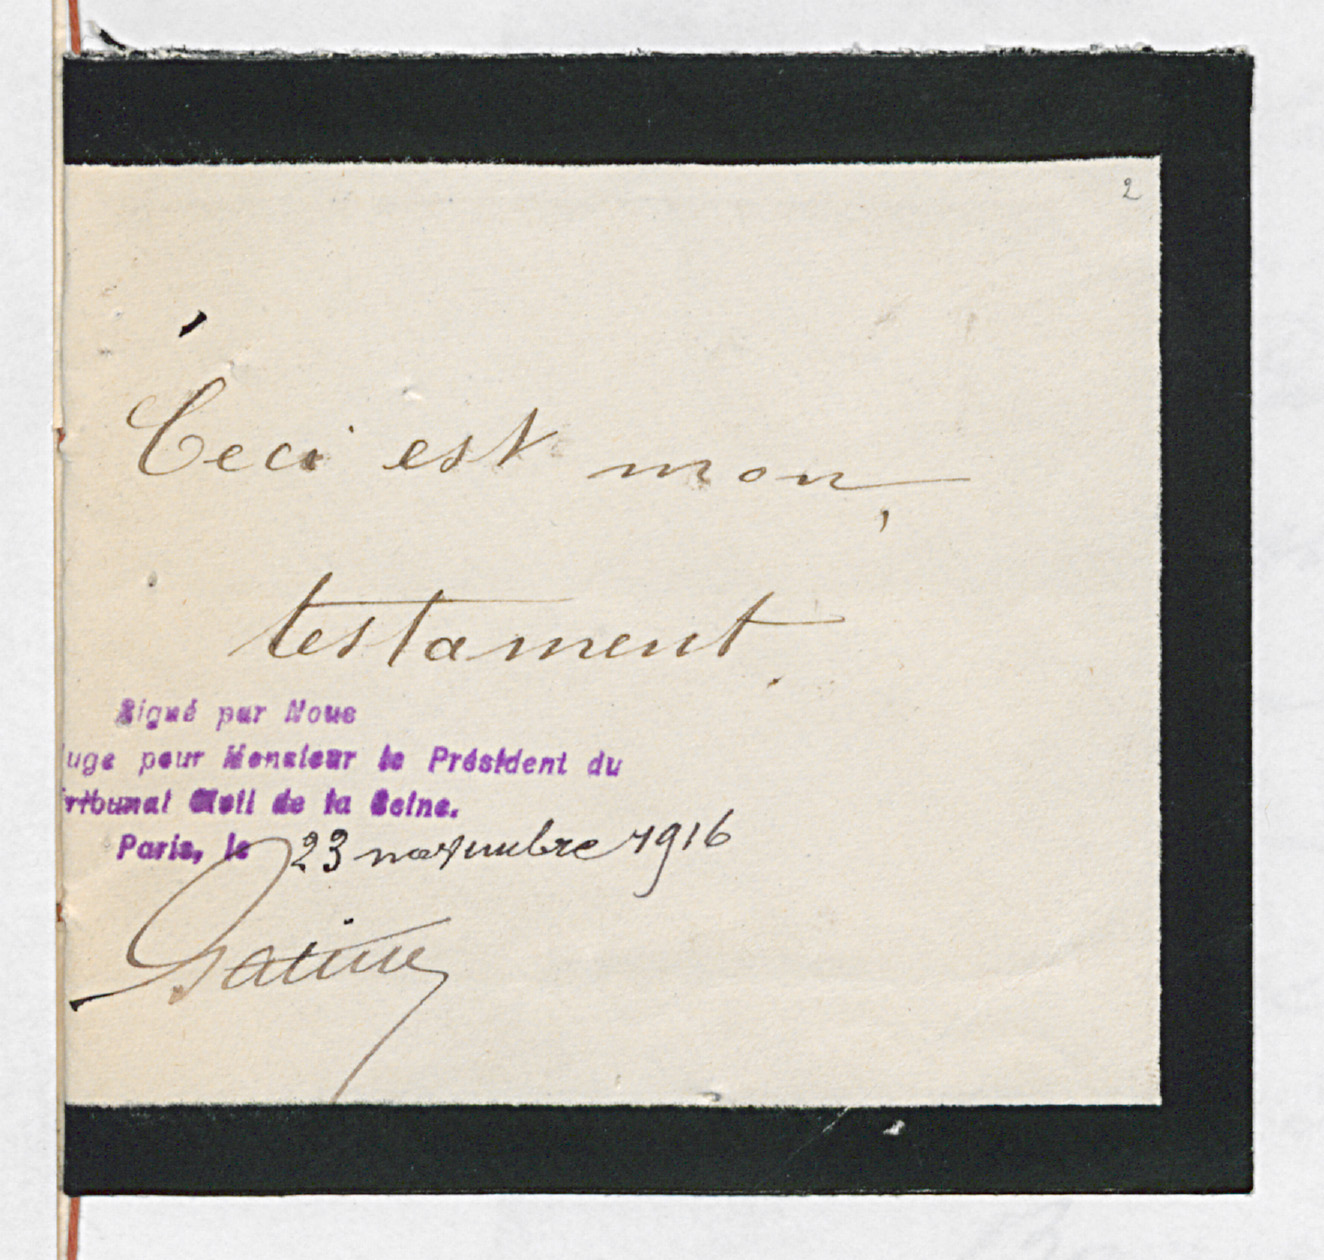 2
Ceci est mon
testament
Signé par Nous
Juge pour Monsieur le Président du
Tribunal Civil de la Seine.
Paris, le 23 novembre 1916